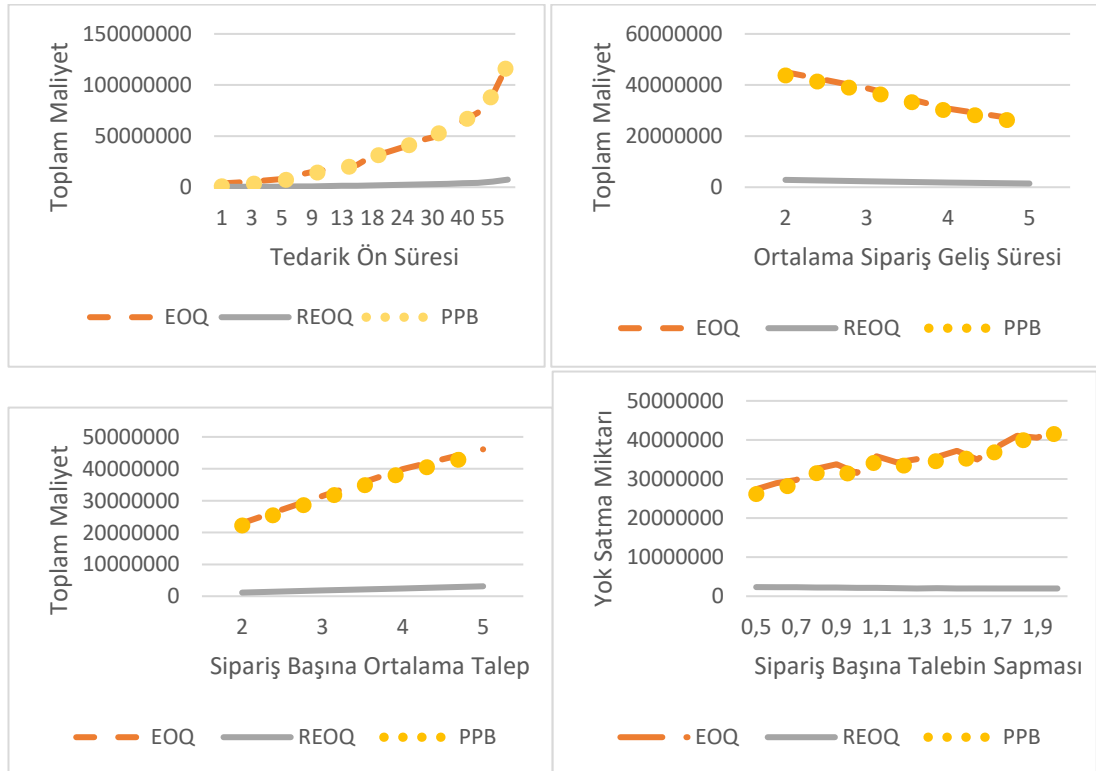 Toplam Maliyet
150000000
100000000
50000000
0
1 3 5 9 13 18 24 30 40 55
Tedarik Ön Süresi
EOQ REOQ PPB
Toplam Maliyet
60000000
40000000
20000000
0
2 3 4 5
Ortalama Sipariş Geliş Süresi
EOQ REOQ PPB
Toplam Maliyet
50000000
40000000
30000000
20000000
10000000
0
2 3 4 5
Sipariş Başına Ortalama Talep
EOQ REOQ PPB
Yok Satma Miktarı
50000000
40000000
30000000
20000000
10000000
0
0,5 0,7 0,9 1,1 1,3 1,5 1,7 1,9
Sipariş Başına Talebin Sapması
EOQ REOQ PPB